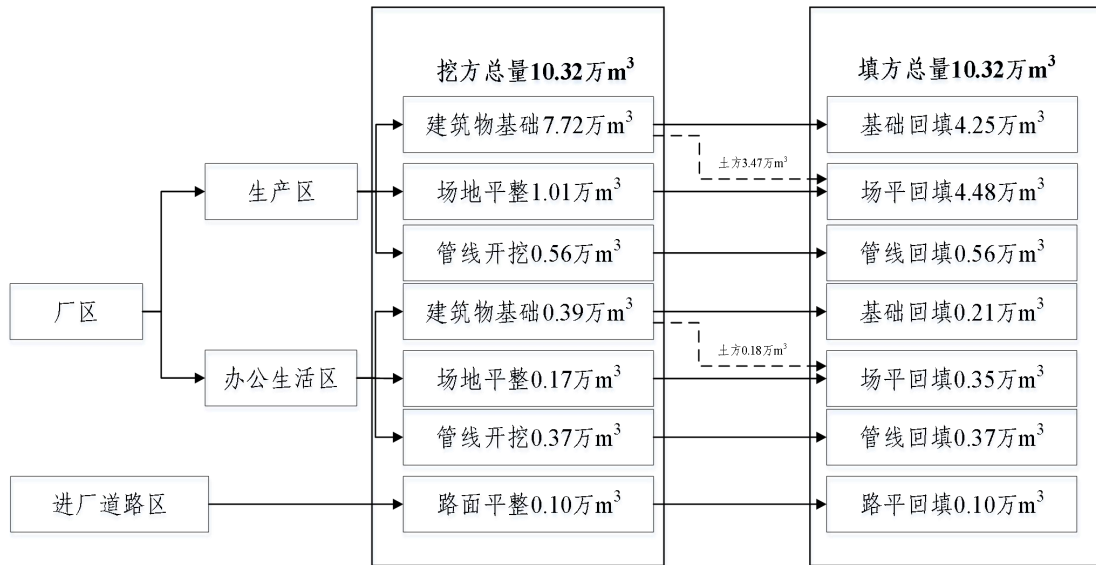 挖方总量10.32万m³
填方总量10.32万m³
建筑物基础7.72万m³
基础回填4.25万m³
土方3.47万m³
生产区
场地平整1.01万m³
场平回填4.48万m³
管线开挖0.56万m³
管线回填0.56万m³
厂区
建筑物基础0.39万m³
基础回填0.21万m³
土方0.18万m³
办公生活区
场地平整0.17万m³
场平回填0.35万m³
管线开挖0.37万m³
管线回填0.37万m³
进厂道路区
路面平整0.10万m³
路平回填0.10万m³